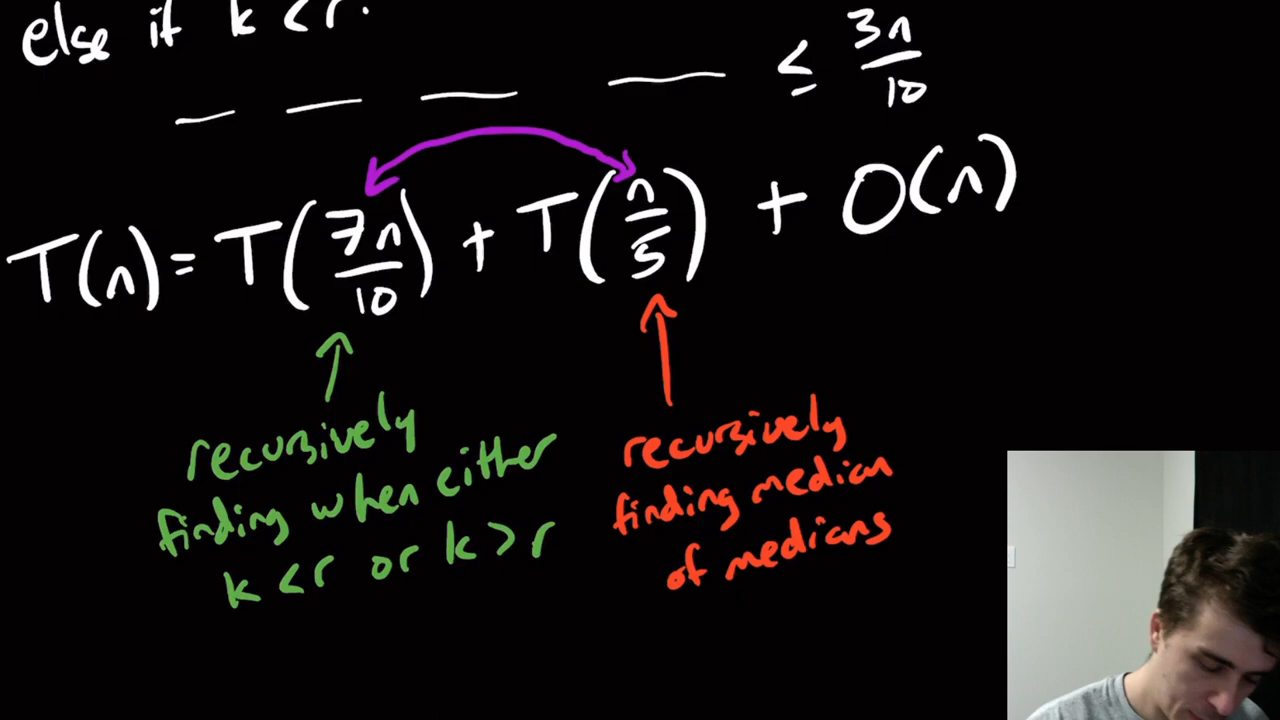 else if k < r:
≤ 3n/10
T(n) = T(7n/10) + T(n/5) + O(n)
recursively
finding when either
k < r or k > r
recursively
finding median
of medians